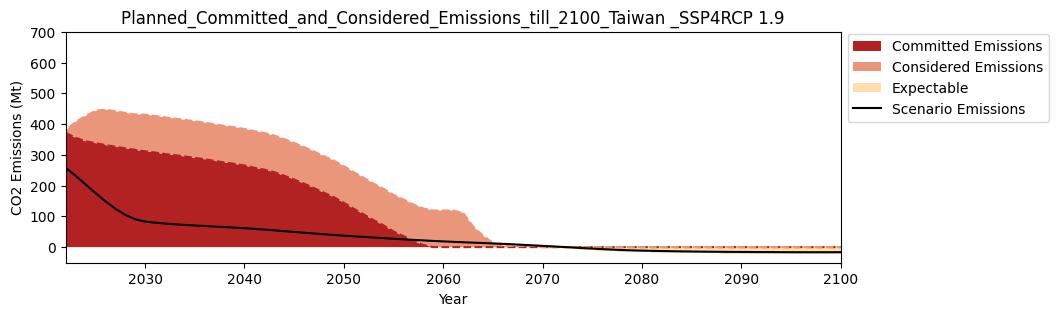 Planned_Committed_and_Considered_Emissions_till_2100_Taiwan _SSP4RCP 1.9
700
600
500
400
300
200
100
0
CO2 Emissions (Mt)
2030 2040 2050 2060 2070 2080 2090 2100
Year
Committed Emissions
Considered Emissions
Expectable
Scenario Emissions